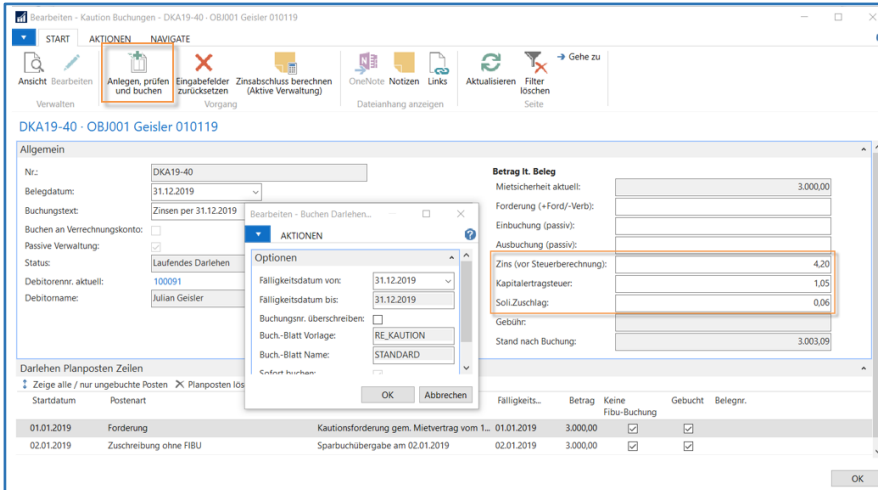 Bearbeiten - Kaution Buchungen - DKA19-40 · OBJ001 Geisler 010119
START AKTIONEN NAVIGATE
Ansicht Bearbeiten Anlegen, prüfen und buchen Eingabefelder zurücksetzen Zinsabschluss berechnen (Aktive Verwaltung) OneNote Notizen Links Aktualisieren Filter löschen Gehe zu
Verwalten Vorgang Dateianhang anzeigen Seite
DKA19-40 · OBJ001 Geisler 010119
Allgemein
Nr.: DKA19-40
Belegdatum: 31.12.2019
Buchungstext: Zinsen per 31.12.2019
Buchen an Verrechnungskonto:
Passive Verwaltung:
Status: Laufendes Darlehen
Debitorennr. aktuell: 100091
Debitorname: Julian Geisler
Betrag lt. Beleg
Mietsicherheit aktuell: 3.000,00
Forderung (+Ford/-Verb):
Einbuchung (passiv):
Ausbuchung (passiv):
Zins (vor Steuerberechnung): 4,20
Kapitalertragsteuer: 1,05
Soli.Zuschlag: 0,06
Gebühr:
Stand nach Buchung: 3.003,09
Bearbeiten - Buchen Darlehen...
AKTIONEN
Optionen
Fälligkeitsdatum von: 31.12.2019
Fälligkeitsdatum bis: 31.12.2019
Buchungsnr. überschreiben:
Buch.-Blatt Vorlage: RE_KAUTION
Buch.-Blatt Name: STANDARD
Sofort buchen:
OK Abbrechen
Darlehen Planposten Zeilen
Zeige alle / nur ungebuchte Posten Planposten lös
Startdatum Postenart Fälligkeits... Betrag Keine Fibu-Buchung Gebucht Belegnr.
01.01.2019 Forderung Kautionsforderung gem. Mietvertrag vom 1... 01.01.2019 3.000,00
02.01.2019 Zuschreibung ohne FIBU Sparbuchübergabe am 02.01.2019 02.01.2019 3.000,00
OK